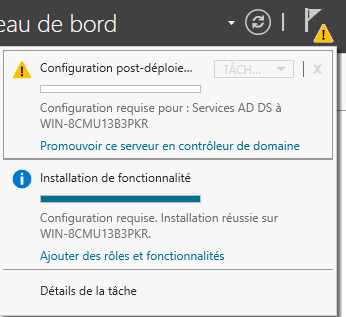 eau de bord
Configuration post-déploie...
TÂCH...
X
Configuration requise pour : Services AD DS à
WIN-8CMU13B3PKR
Promouvoir ce serveur en contrôleur de domaine
Installation de fonctionnalité
Configuration requise. Installation réussie sur
WIN-8CMU13B3PKR.
Ajouter des rôles et fonctionnalités
Détails de la tâche